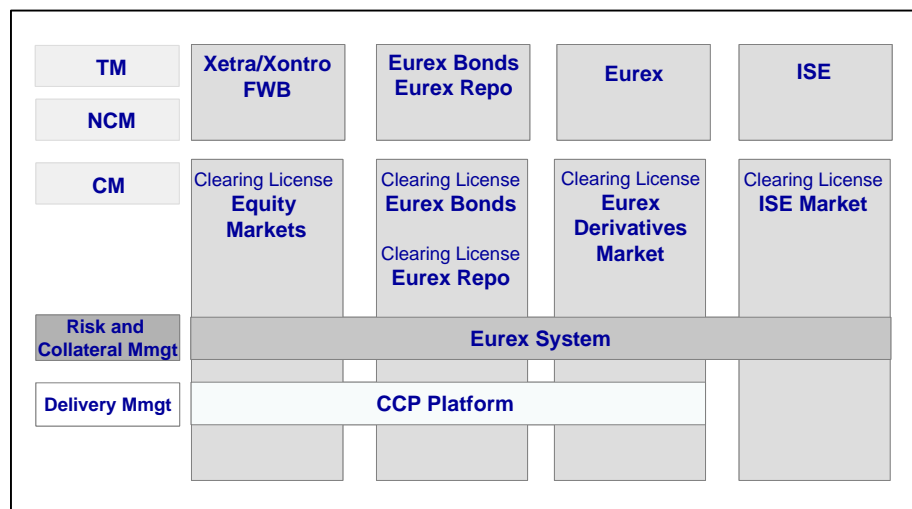 TM
Xetra/Xontro
FWB
Eurex Bonds
Eurex Repo
Eurex
ISE
NCM
CM
Clearing License
Equity
Markets
Clearing License
Eurex Bonds
Clearing License
Eurex Repo
Clearing License
Eurex
Derivatives
Market
Clearing License
ISE Market
Risk and
Collateral Mmgt
Eurex System
Delivery Mmgt
CCP Platform